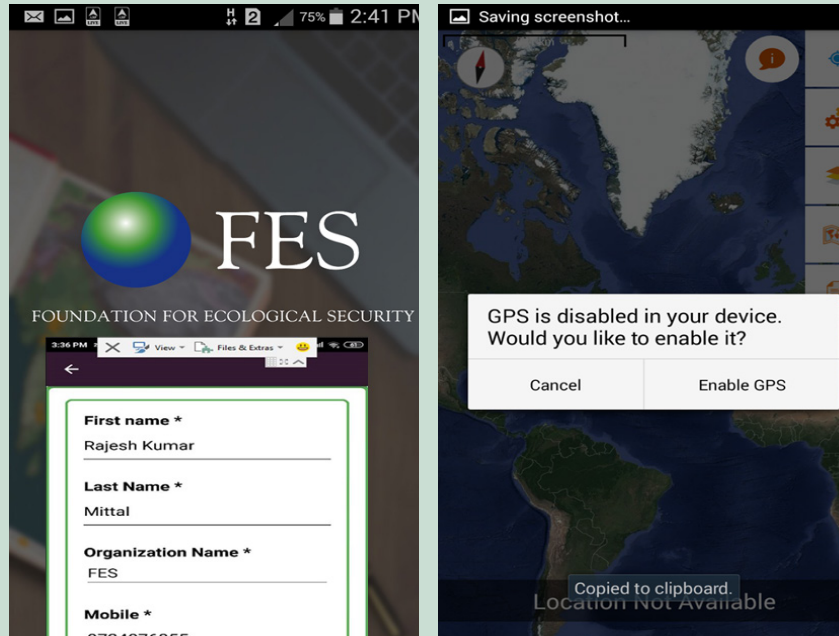 2 75% 2:41 PM
FES
FOUNDATION FOR ECOLOGICAL SECURITY
3:36 PM
View Files & Extras
First name *
Rajesh Kumar
Last Name *
Mittal
Organization Name *
FES
Mobile *
Saving screenshot...
GPS is disabled in your device.
Would you like to enable it?
Cancel Enable GPS
Copied to clipboard.
Location Not Available